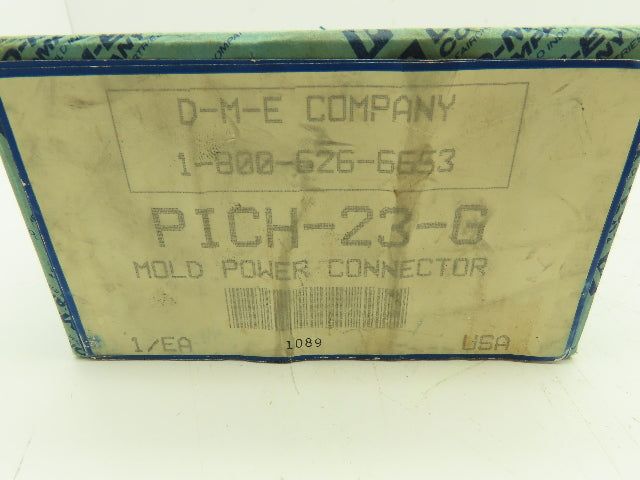 D-M-E COMPANY
1-800-626-6653
PICH-23-G
MOLD POWER CONNECTOR
1/EA
1089
USA